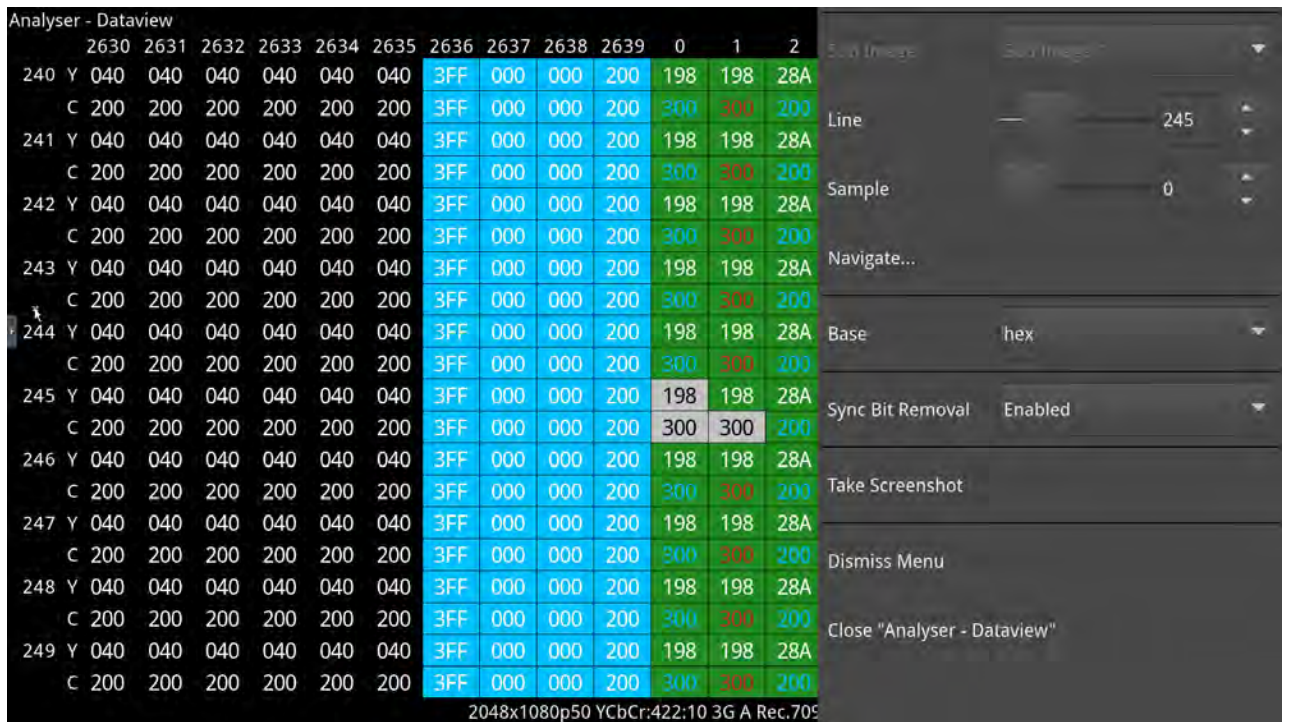 Analyser - Dataview
2630 2631 2632 2633 2634 2635 2636 2637 2638 2639 0 1 2
240 Y 040 040 040 040 040 040 3FF 000 000 200 198 198 28A
C 200 200 200 200 200 200 3FF 000 000 200 300 300 200
241 Y 040 040 040 040 040 040 3FF 000 000 200 198 198 28A
C 200 200 200 200 200 200 3FF 000 000 200 300 300 200
242 Y 040 040 040 040 040 040 3FF 000 000 200 198 198 28A
C 200 200 200 200 200 200 3FF 000 000 200 300 300 200
243 Y 040 040 040 040 040 040 3FF 000 000 200 198 198 28A
C 200 200 200 200 200 200 3FF 000 000 200 300 300 200
244 Y 040 040 040 040 040 040 3FF 000 000 200 198 198 28A
C 200 200 200 200 200 200 3FF 000 000 200 300 300 200
245 Y 040 040 040 040 040 040 3FF 000 000 200 198 198 28A
C 200 200 200 200 200 200 3FF 000 000 200 300 300 200
246 Y 040 040 040 040 040 040 3FF 000 000 200 198 198 28A
C 200 200 200 200 200 200 3FF 000 000 200 300 300 200
247 Y 040 040 040 040 040 040 3FF 000 000 200 198 198 28A
C 200 200 200 200 200 200 3FF 000 000 200 300 300 200
248 Y 040 040 040 040 040 040 3FF 000 000 200 198 198 28A
C 200 200 200 200 200 200 3FF 000 000 200 300 300 200
249 Y 040 040 040 040 040 040 3FF 000 000 200 198 198 28A
C 200 200 200 200 200 200 3FF 000 000 200 300 300 200
2048x1080p50 YCbCr:422:10 3G A Rec.709
Sub Image Sub Image
Line 245
Sample 0
Navigate...
Base hex
Sync Bit Removal Enabled
Take Screenshot
Dismiss Menu
Close "Analyser - Dataview"